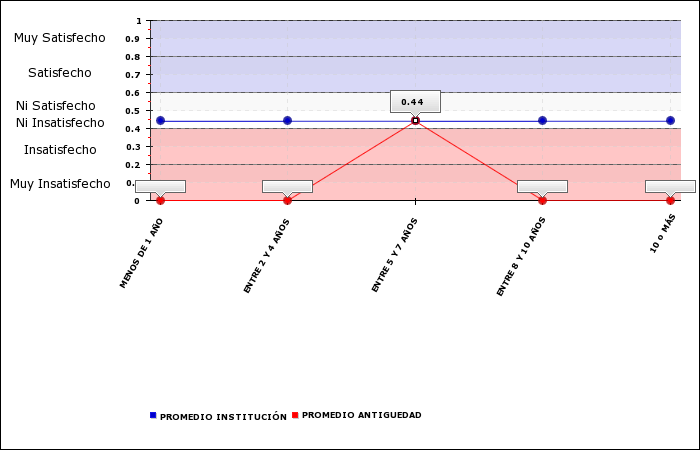 Muy Satisfecho
Satisfecho
Ni Satisfecho
Ni Insatisfecho
Insatisfecho
Muy Insatisfecho
1
0.9
0.8
0.7
0.6
0.5
0.4
0.3
0.2
0.
0
0.44
MENOS DE 1 AÑO
ENTRE 2 Y 4 AÑOS
ENTRE 5 Y 7 AÑOS
ENTRE 8 Y 10 AÑOS
10 o MÁS
PROMEDIO INSTITUCIÓN
PROMEDIO ANTIGUEDAD